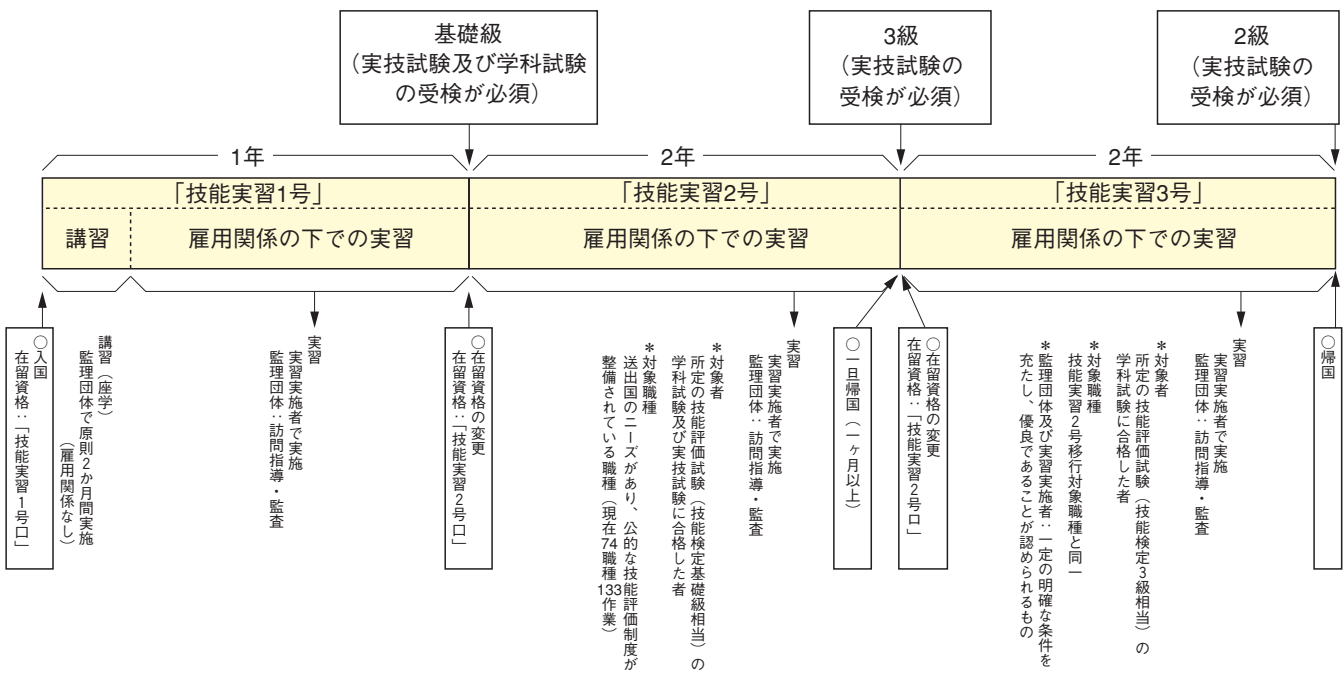 基礎級
（実技試験及び学科試験
の受検が必須）
3級
（実技試験の
受検が必須）
2級
（実技試験の
受検が必須）
1年
2年
2年
「技能実習1号」
「技能実習2号」
「技能実習3号」
講習
雇用関係の下での実習
雇用関係の下での実習
雇用関係の下での実習
○入国
在留資格：「技能実習1号ロ」
講習（座学）
監理団体で原則2か月間実施
（雇用関係なし）
実習
実習実施者で実施
監理団体：訪問指導・監査
○在留資格の変更
在留資格：「技能実習2号ロ」
実習
実習実施者で実施
監理団体：訪問指導・監査
＊対象者
所定の技能評価試験（技能検定基礎級相当）の
学科試験及び実技試験に合格した者
＊対象職種
送出国のニーズがあり、公的な技能評価制度が
整備されている職種（現在74職種133作業）
○一旦帰国（一ヶ月以上）
○在留資格の変更
在留資格：「技能実習2号ロ」
実習
実習実施者で実施
監理団体：訪問指導・監査
＊対象者
所定の技能評価試験（技能検定3級相当）の
学科試験に合格した者
＊対象職種
技能実習2号移行対象職種と同一
＊監理団体及び実習実施者：一定の明確な条件を
充たし、優良であることが認められるもの
○帰国